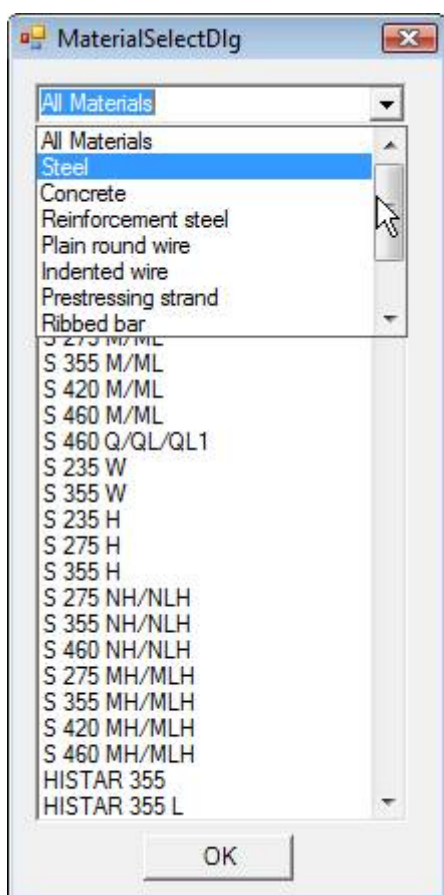 MaterialSelectDlg
All Materials
All Materials
Steel
Concrete
Reinforcement steel
Plain round wire
Indented wire
Prestressing strand
Ribbed bar
S 275 M/ML
S 355 M/ML
S 420 M/ML
S 460 M/ML
S 460 Q/QL/QL1
S 235 W
S 355 W
S 235 H
S 275 H
S 355 H
S 275 NH/NLH
S 355 NH/NLH
S 460 NH/NLH
S 275 MH/MLH
S 355 MH/MLH
S 420 MH/MLH
S 460 MH/MLH
HISTAR 355
HISTAR 355 L
OK